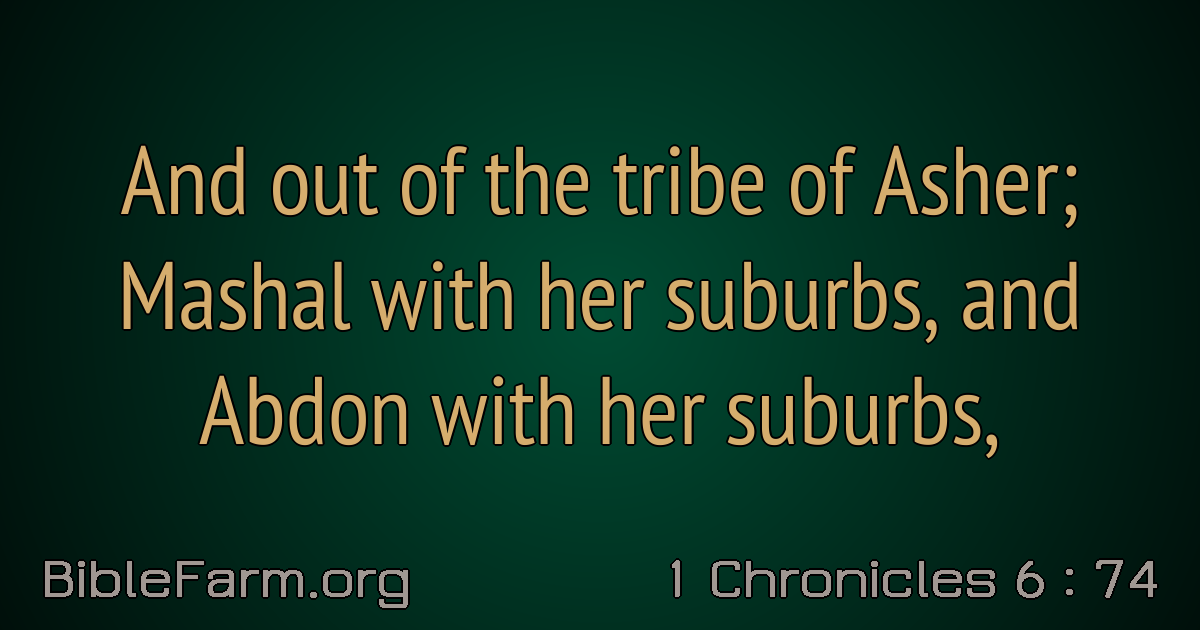 And out of the tribe of Asher;
Mashal with her suburbs, and
Abdon with her suburbs,
BibleFarm.org
1 Chronicles 6 : 74